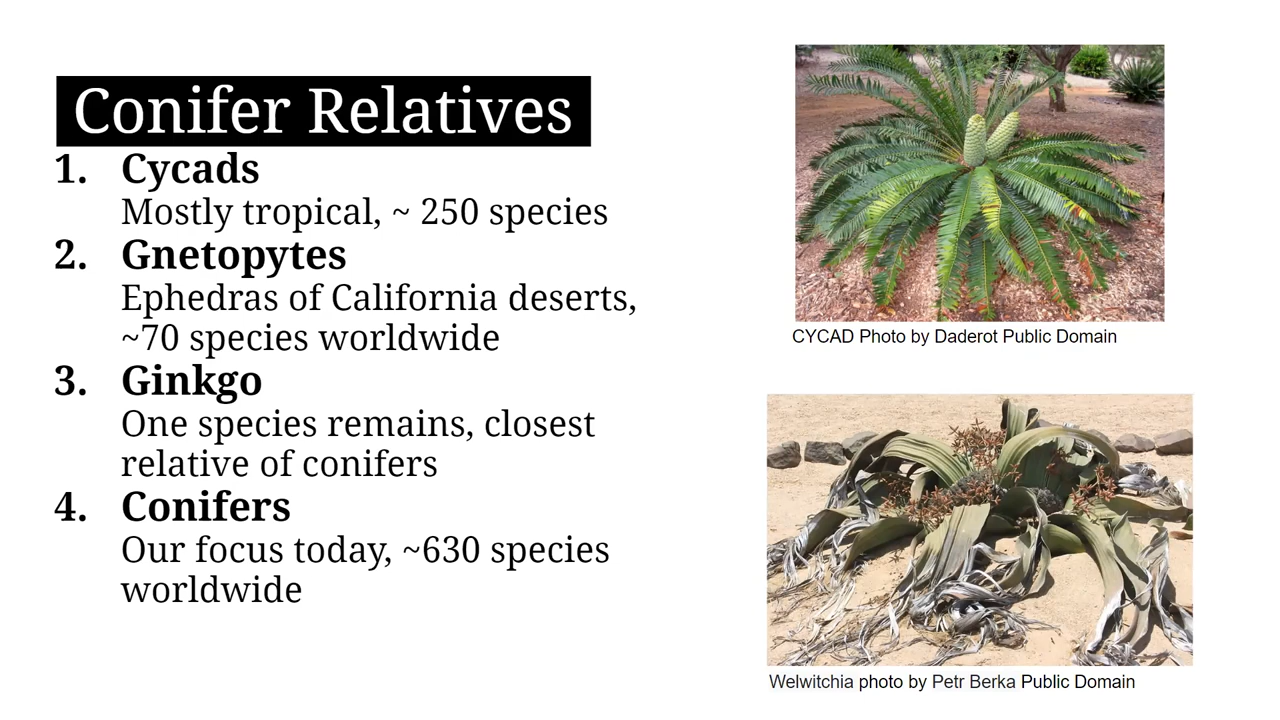 Conifer Relatives
1. Cycads
Mostly tropical, ~ 250 species
2. Gnetopytes
Ephedras of California deserts,
~70 species worldwide
3. Ginkgo
One species remains, closest
relative of conifers
4. Conifers
Our focus today, ~630 species
worldwide
CYCAD Photo by Daderot Public Domain
Welwitchia photo by Petr Berka Public Domain